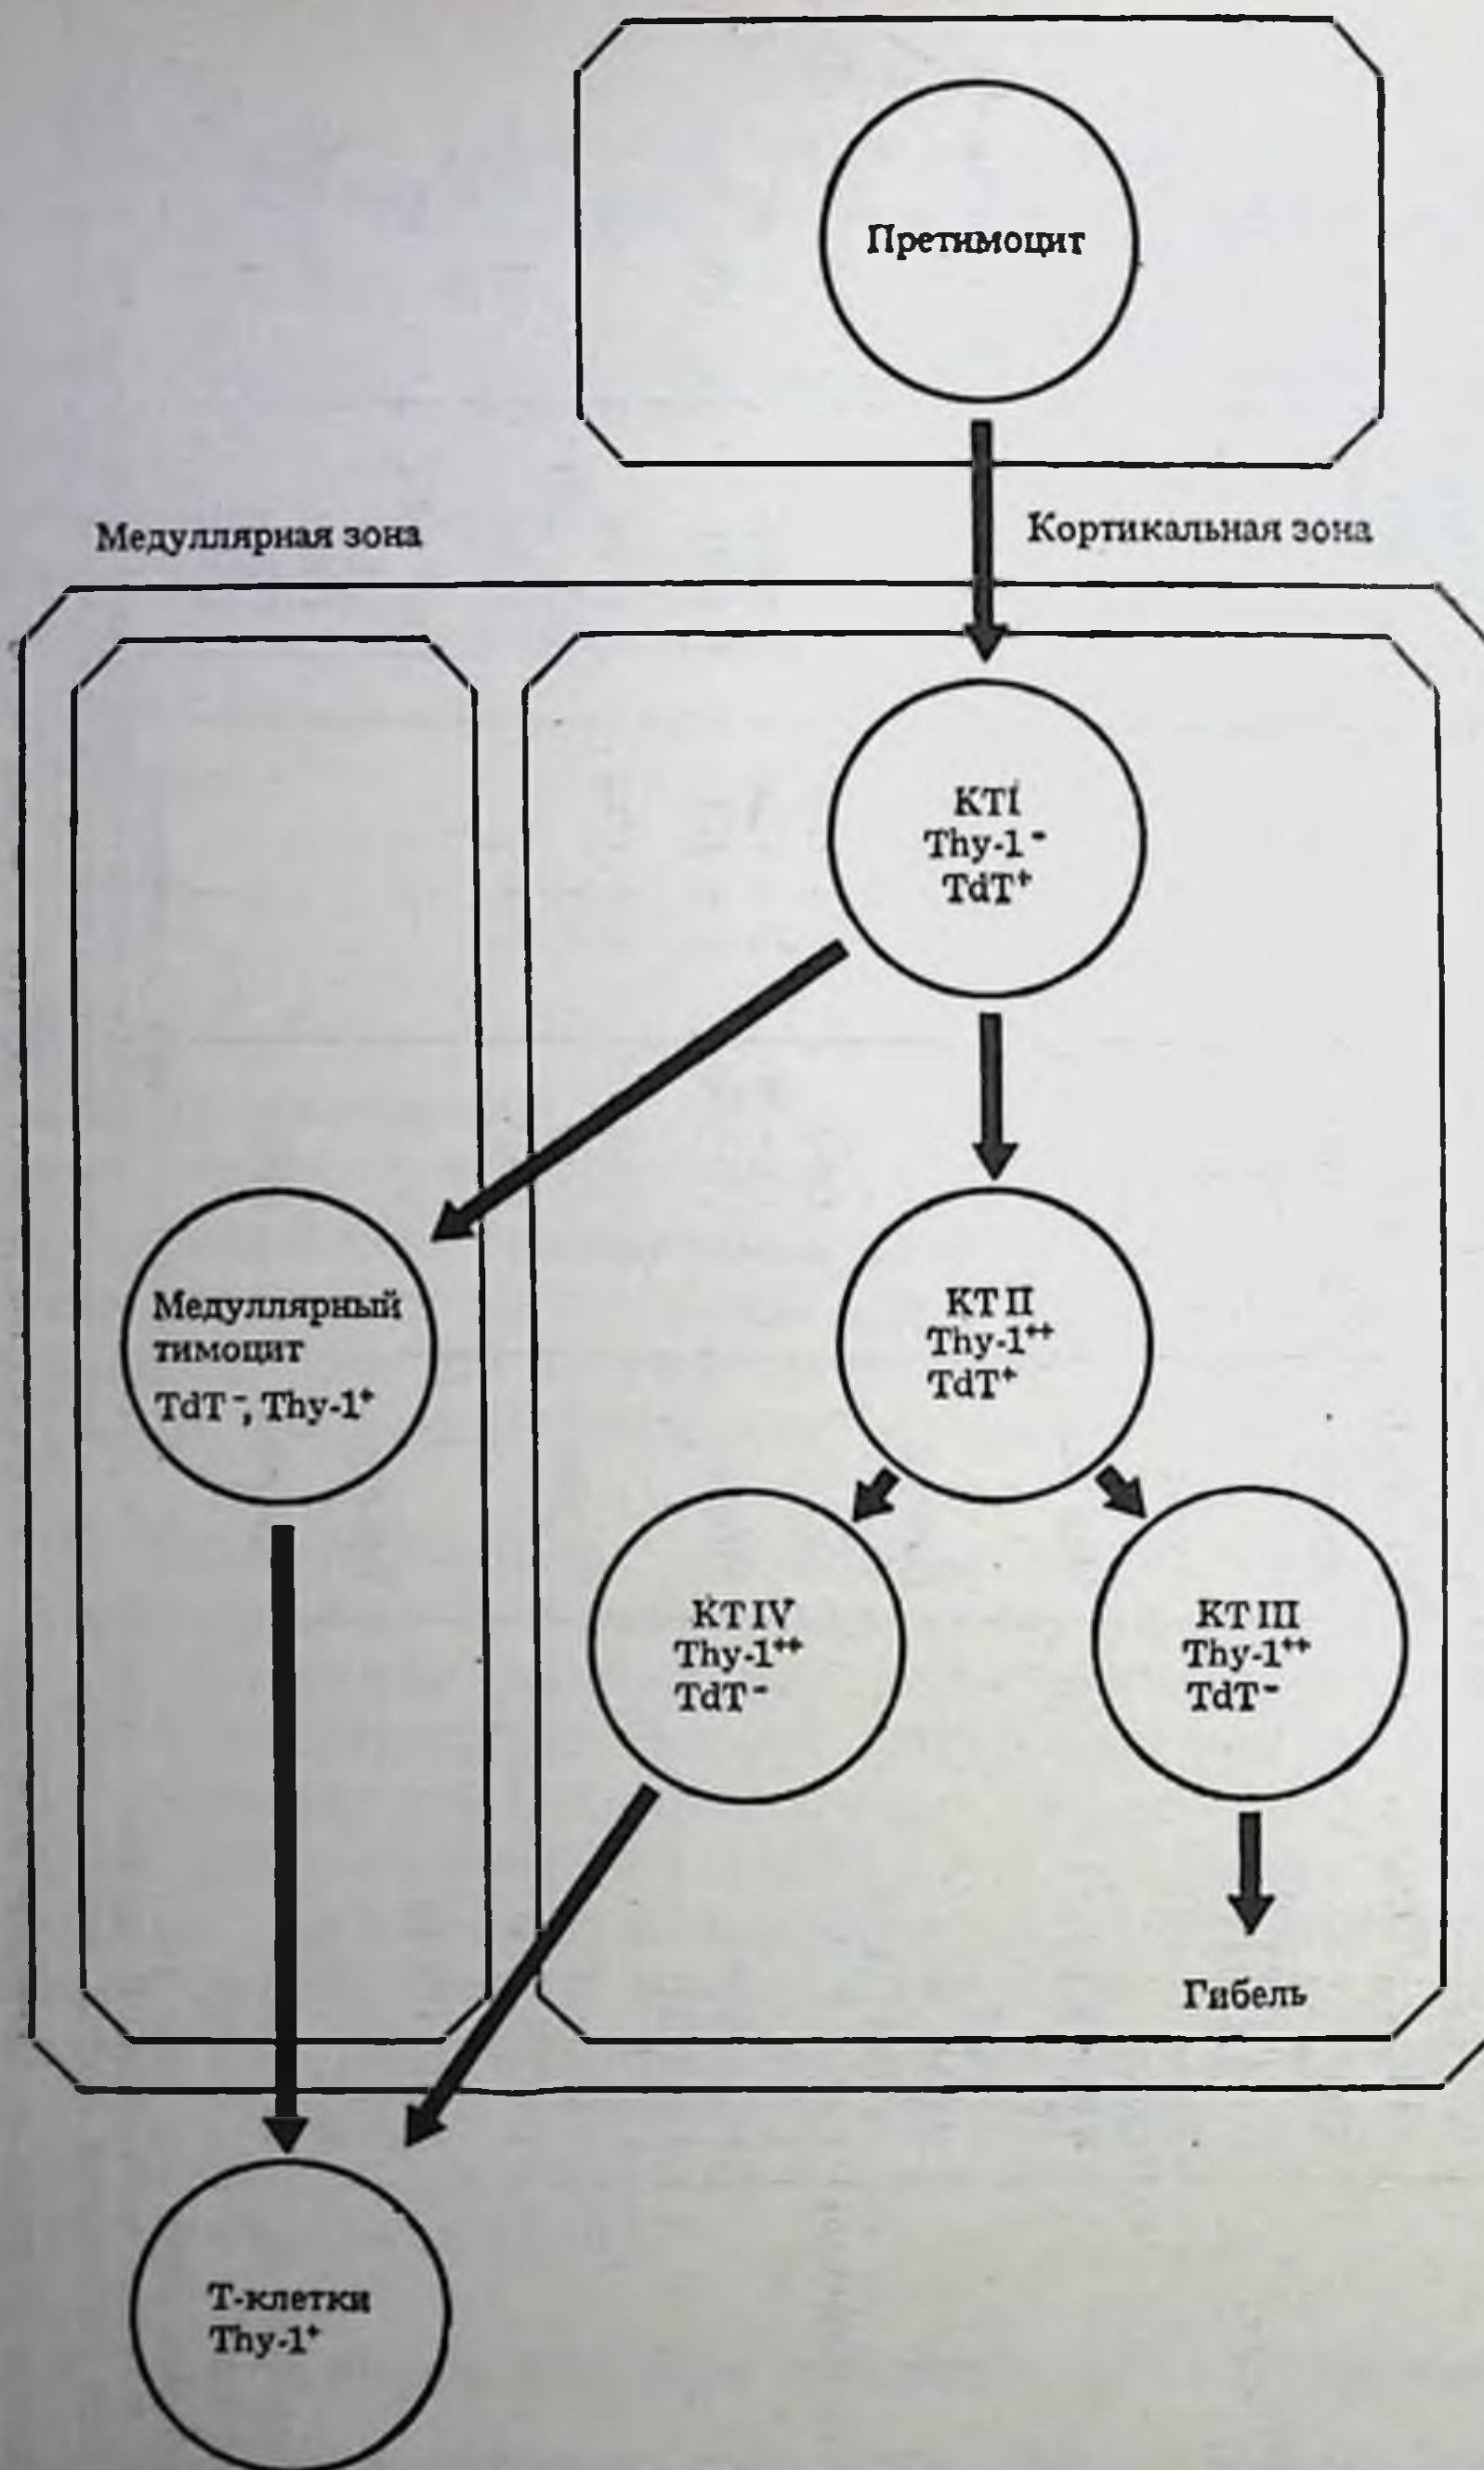 Претимоцит
Медуллярная зона
Кортикальная зона
КТI
Thy-1⁻
TdT⁺
Медуллярный
тимоцит
TdT⁻, Thy-1⁺
КТ II
Thy-1⁺⁺
TdT⁺
КТ IV
Thy-1⁺⁺
TdT⁻
КТ III
Thy-1⁺⁺
TdT⁻
Гибель
Т-клетки
Thy-1⁺